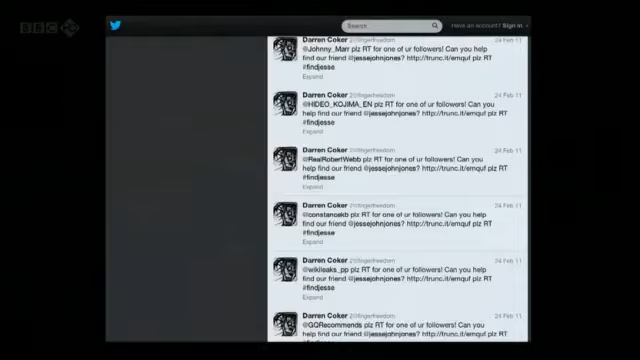 BBC
Search
Have an account? Sign in
Darren Coker @fingerfreedom 24 Feb 11
@Johnny_Marr plz RT for one of ur followers! Can you help
find our friend @jessejohnjones? http://trunc.it/emquf plz RT
#findjesse
Expand
Darren Coker @fingerfreedom 24 Feb 11
@HIDEO_KOJIMA_EN plz RT for one of ur followers! Can you
help find our friend @jessejohnjones? http://trunc.it/emquf plz RT
#findjesse
Expand
Darren Coker @fingerfreedom 24 Feb 11
@RealRobertWebb plz RT for one of ur followers! Can you
help find our friend @jessejohnjones? http://trunc.it/emquf plz RT
#findjesse
Expand
Darren Coker @fingerfreedom 24 Feb 11
@constancekb plz RT for one of ur followers! Can you help
find our friend @jessejohnjones? http://trunc.it/emquf plz RT
#findjesse
Expand
Darren Coker @fingerfreedom 24 Feb 11
@wikileaks_pp plz RT for one of ur followers! Can you help
find our friend @jessejohnjones? http://trunc.it/emquf plz RT
#findjesse
Expand
Darren Coker @fingerfreedom 24 Feb 11
@GQRecommends plz RT for one of ur followers! Can you
help find our friend @jessejohnjones? http://trunc.it/emquf plz RT